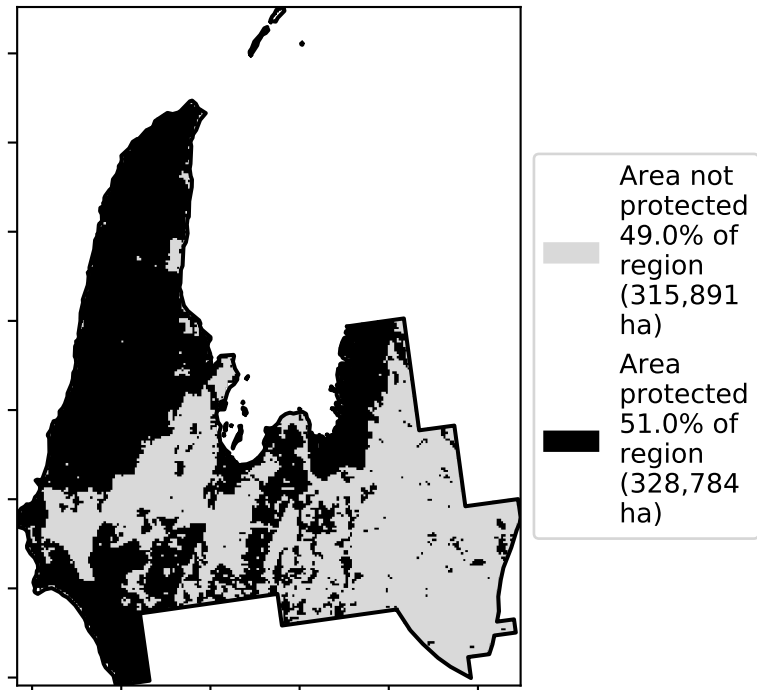 Area not
protected
49.0% of
region
(315,891
ha)
Area
protected
51.0% of
region
(328,784
ha)